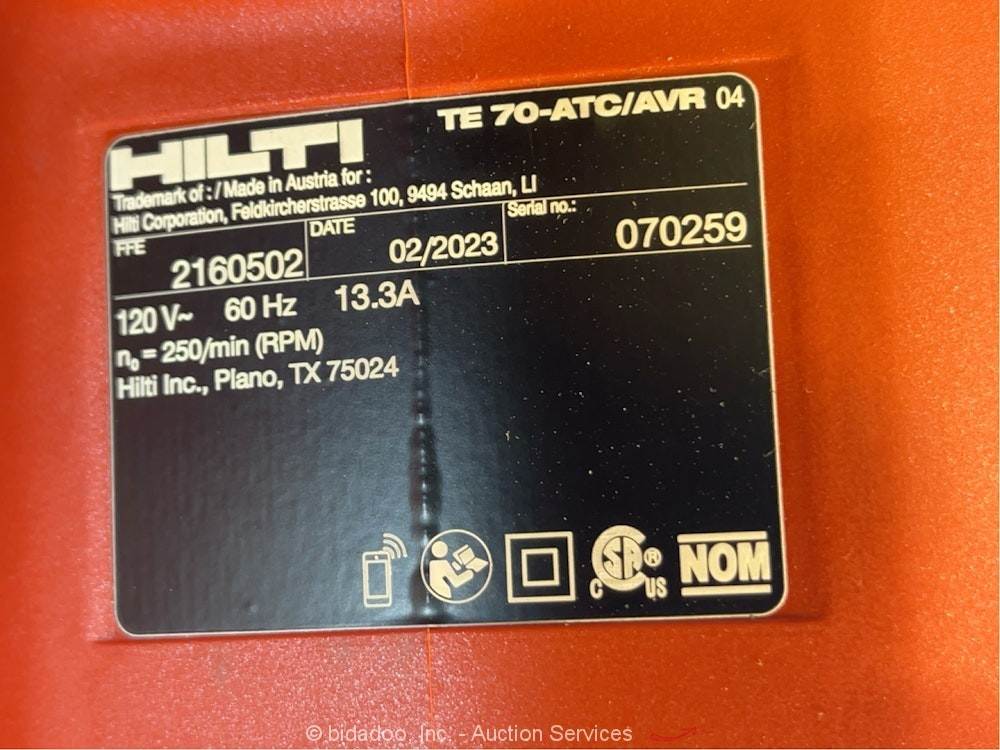 HILTI
TE 70-ATC/AVR 04
Trademark of : / Made in Austria for :
Hilti Corporation, Feldkircherstrasse 100, 9494 Schaan, LI
FFE 2160502 DATE 02/2023 Serial no.: 070259
120 V~ 60 Hz 13.3A
n₀ = 250/min (RPM)
Hilti Inc., Plano, TX 75024
C SA ® US NOM
© bidadoo, Inc. - Auction Services